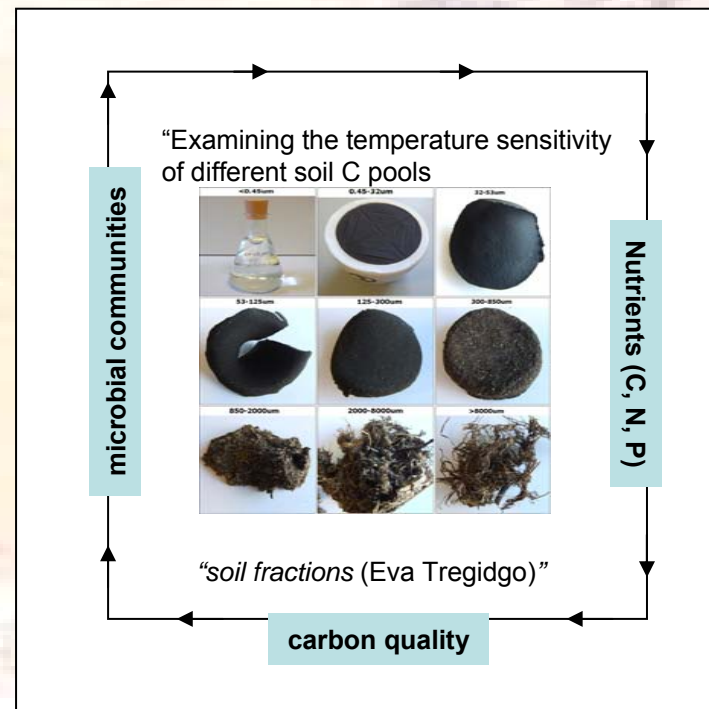 “Examining the temperature sensitivity
of different soil C pools
<0.45um
0.45-32um
32-53um
53-125um
125-300um
300-850um
850-2000um
2000-8000um
>8000um
microbial communities
Nutrients (C, N, P)
“soil fractions (Eva Tregidgo)”
carbon quality